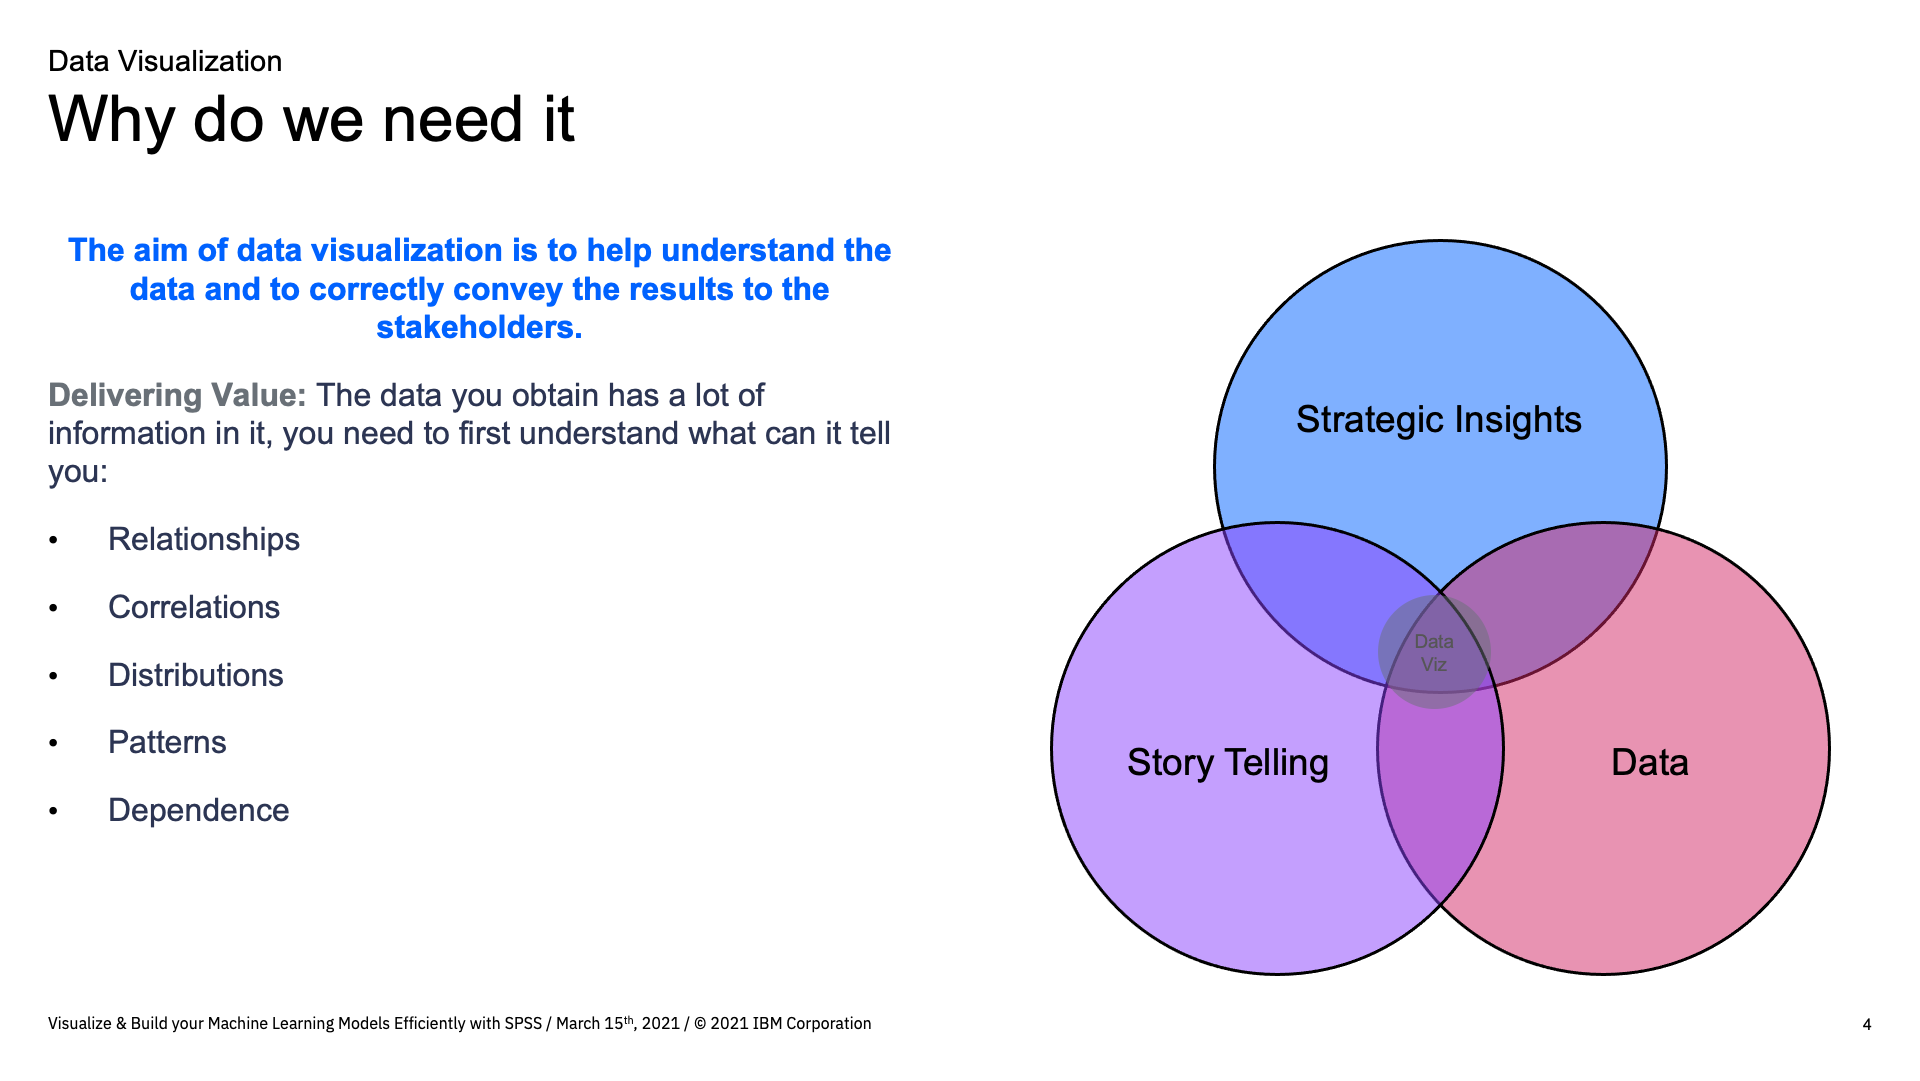 Data Visualization
Why do we need it
The aim of data visualization is to help understand the
data and to correctly convey the results to the
stakeholders.
Delivering Value: The data you obtain has a lot of
information in it, you need to first understand what can it tell
you:
• Relationships
• Correlations
• Distributions
• Patterns
• Dependence
Strategic Insights
Data
Viz
Story Telling
Data
Visualize & Build your Machine Learning Models Efficiently with SPSS / March 15th, 2021 / © 2021 IBM Corporation
4